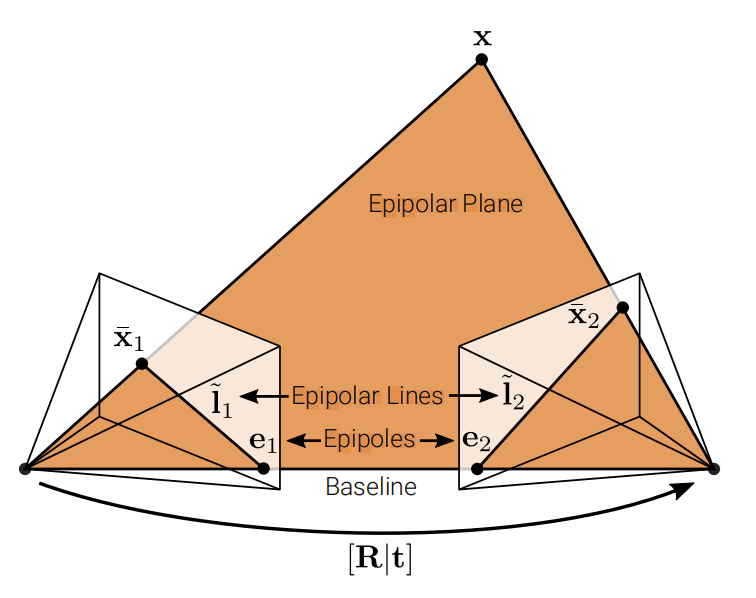 x
Epipolar Plane
x̄₁
x̄₂
l̃₁ Epipolar Lines l̃₂
e₁ Epipoles e₂
Baseline
[R|t]